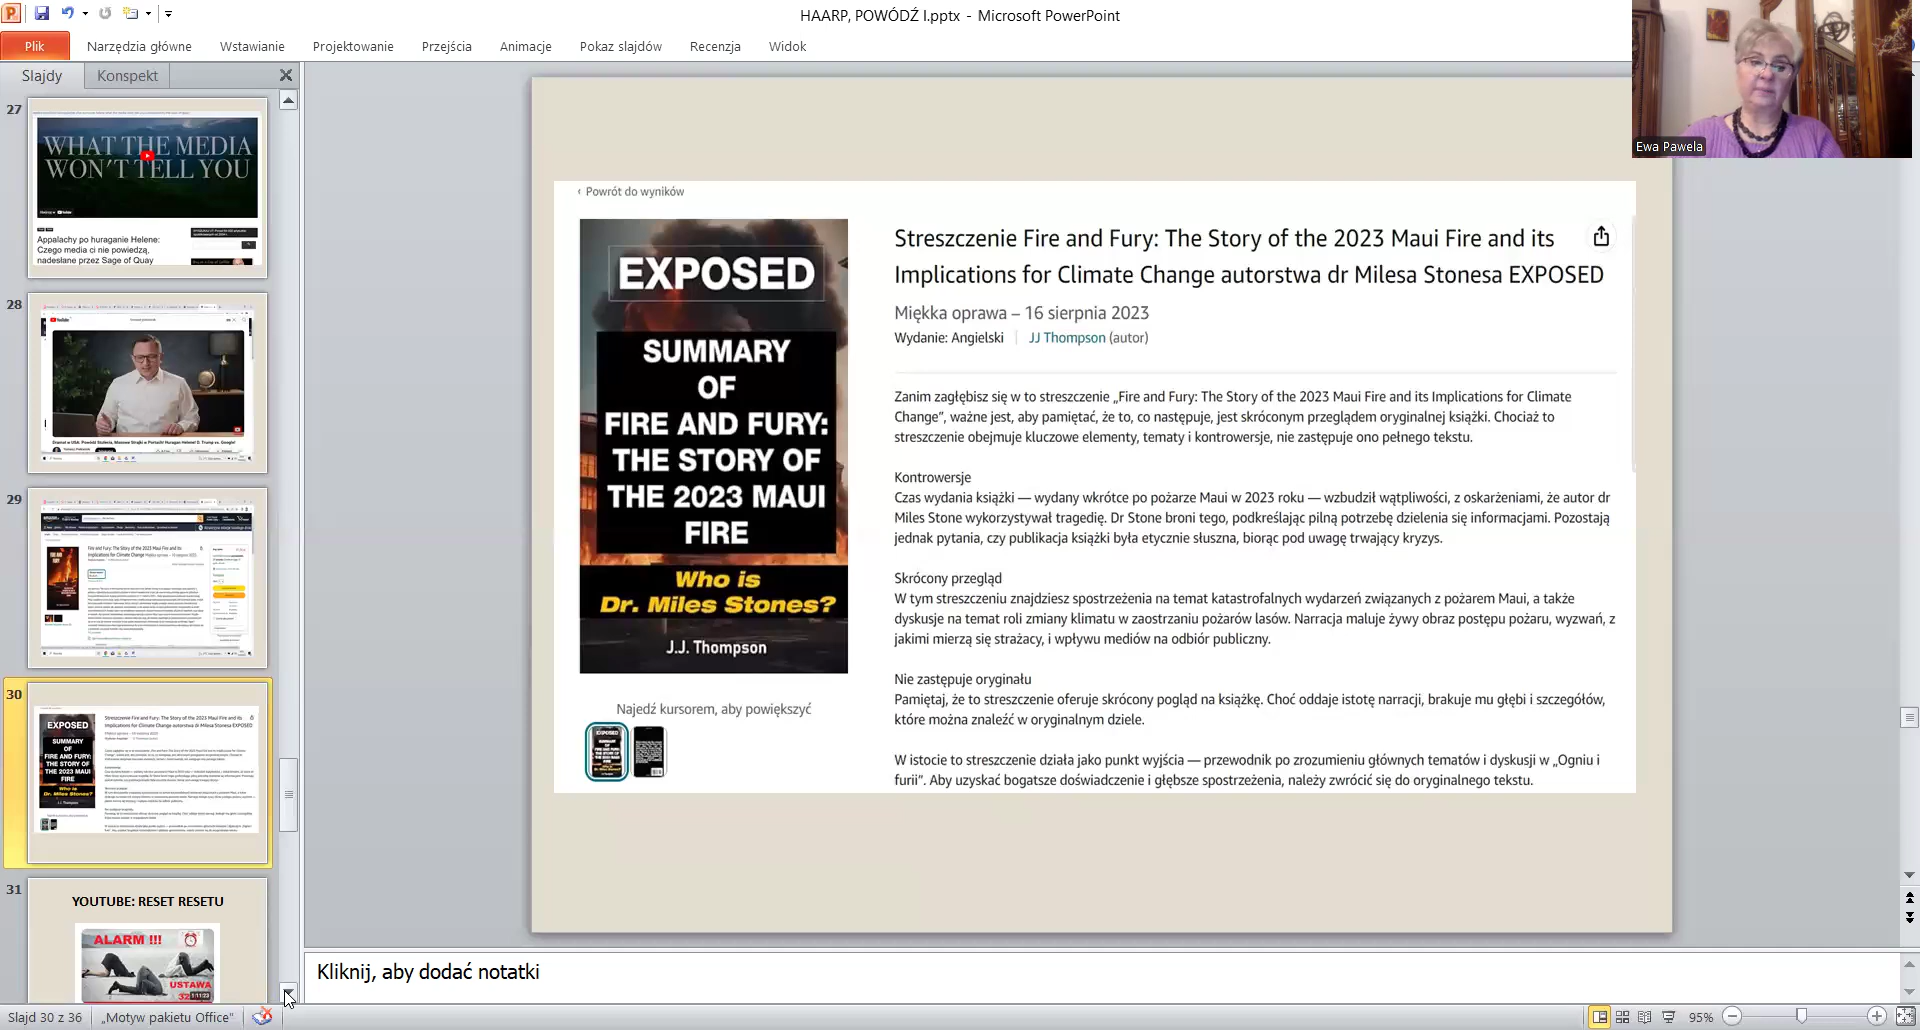 HAARP, POWÓDŹ I.pptx - Microsoft PowerPoint
Plik
Narzędzia główne
Wstawianie
Projektowanie
Przejścia
Animacje
Pokaz slajdów
Recenzja
Widok
Slajdy
Konspekt
27
WHAT THE MEDIA
WON'T TELL YOU
Appalachy po huraganie Helene:
Czego media ci nie powiedzą,
nadesłane przez Sage of Quay
28
29
30
31
YOUTUBE: RESET RESETU
ALARM !!!
USTAWA
1:11:23
Ewa Pawela
‹ Powrót do wyników
EXPOSED
SUMMARY
OF
FIRE AND FURY:
THE STORY OF
THE 2023 MAUI
FIRE
Who is
Dr. Miles Stones?
J.J. Thompson
Najedź kursorem, aby powiększyć
Streszczenie Fire and Fury: The Story of the 2023 Maui Fire and its
Implications for Climate Change autorstwa dr Milesa Stonesa EXPOSED
Miękka oprawa – 16 sierpnia 2023
Wydanie: Angielski | JJ Thompson (autor)
Zanim zagłębisz się w to streszczenie „Fire and Fury: The Story of the 2023 Maui Fire and its Implications for Climate
Change”, ważne jest, aby pamiętać, że to, co następuje, jest skróconym przeglądem oryginalnej książki. Chociaż to
streszczenie obejmuje kluczowe elementy, tematy i kontrowersje, nie zastępuje ono pełnego tekstu.
Kontrowersje
Czas wydania książki — wydany wkrótce po pożarze Maui w 2023 roku — wzbudził wątpliwości, z oskarżeniami, że autor dr
Miles Stone wykorzystywał tragedię. Dr Stone broni tego, podkreślając pilną potrzebę dzielenia się informacjami. Pozostają
jednak pytania, czy publikacja książki była etycznie słuszna, biorąc pod uwagę trwający kryzys.
Skrócony przegląd
W tym streszczeniu znajdziesz spostrzeżenia na temat katastrofalnych wydarzeń związanych z pożarem Maui, a także
dyskusje na temat roli zmiany klimatu w zaostrzaniu pożarów lasów. Narracja maluje żywy obraz postępu pożaru, wyzwań, z
jakimi mierzą się strażacy, i wpływu mediów na odbiór publiczny.
Nie zastępuje oryginału
Pamiętaj, że to streszczenie oferuje skrócony pogląd na książkę. Choć oddaje istotę narracji, brakuje mu głębi i szczegółów,
które można znaleźć w oryginalnym dziele.
W istocie to streszczenie działa jako punkt wyjścia — przewodnik po zrozumieniu głównych tematów i dyskusji w „Ogniu i
furii”. Aby uzyskać bogatsze doświadczenie i głębsze spostrzeżenia, należy zwrócić się do oryginalnego tekstu.
Kliknij, aby dodać notatki
Slajd 30 z 36
„Motyw pakietu Office”
95%